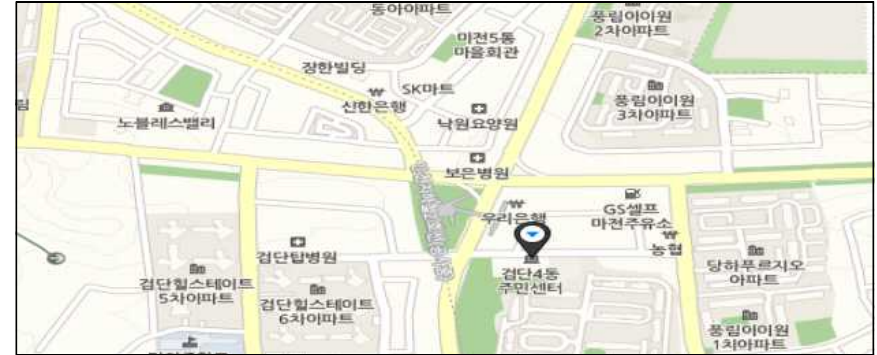 동아아파트
풍림아이원
2차아파트
마전5통
마을회관
장한빌딩
SK마트
신한은행
노블레스밸리
낙원요양원
풍림아이원
3차아파트
림
보은병원
우리은행
GS셀프
마전주유소
농협
검단탑병원
검단4동
주민센터
당하푸르지오
아파트
검단힐스테이트
5차아파트
검단힐스테이트
6차아파트
풍림아이원
1차아파트